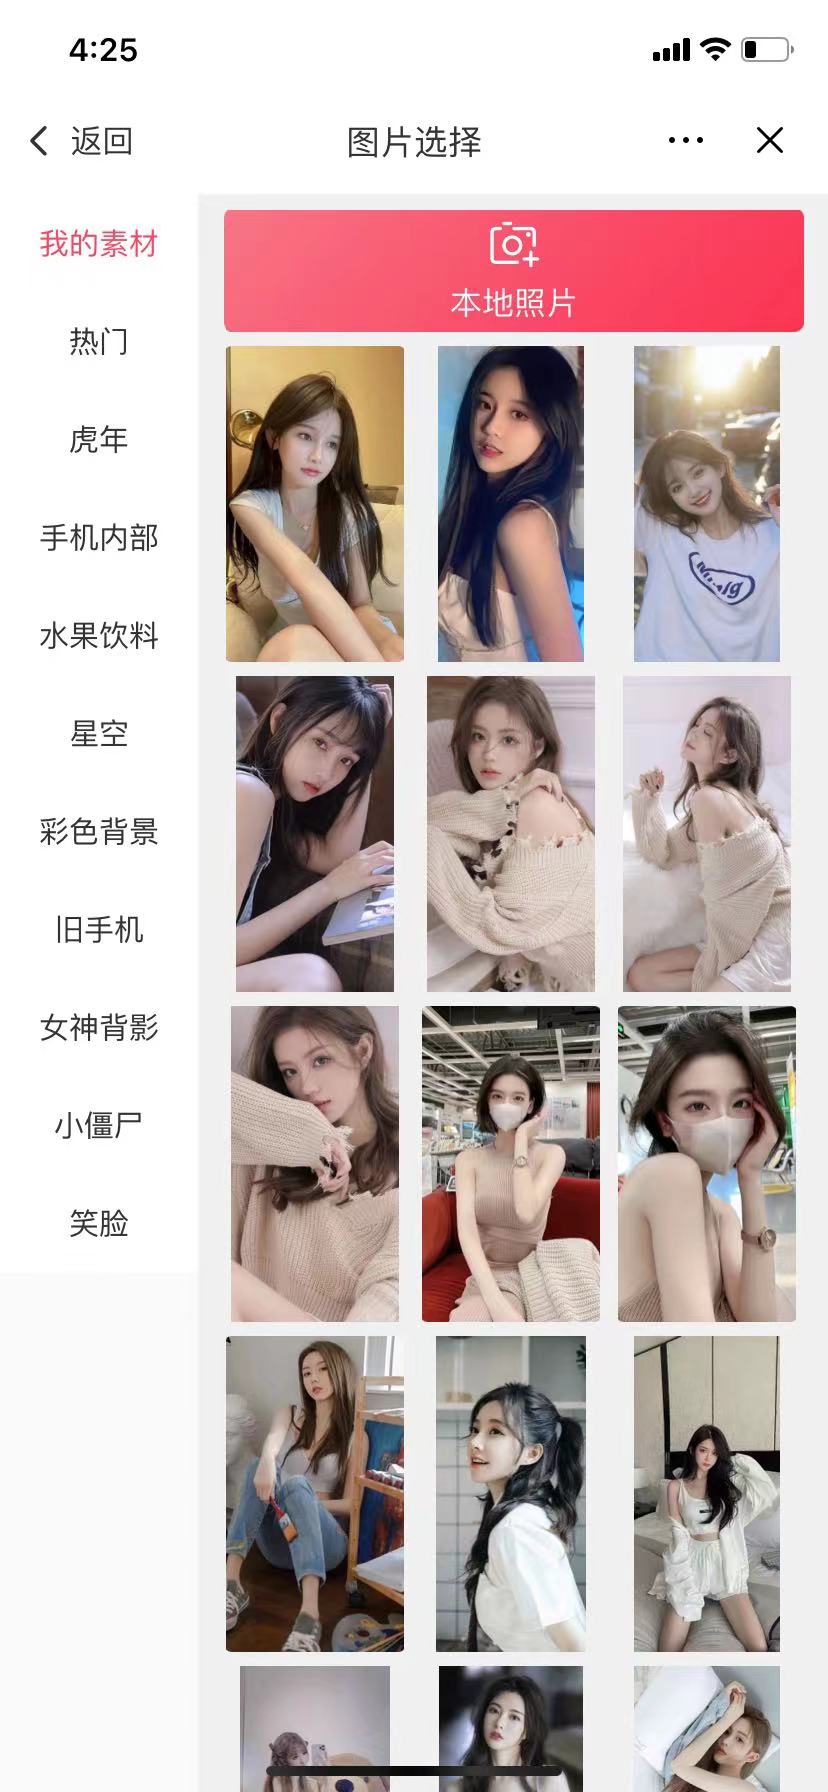 4:25
返回
图片选择
我的素材
热门
虎年
手机内部
水果饮料
星空
彩色背景
旧手机
女神背影
小僵尸
笑脸
本地照片